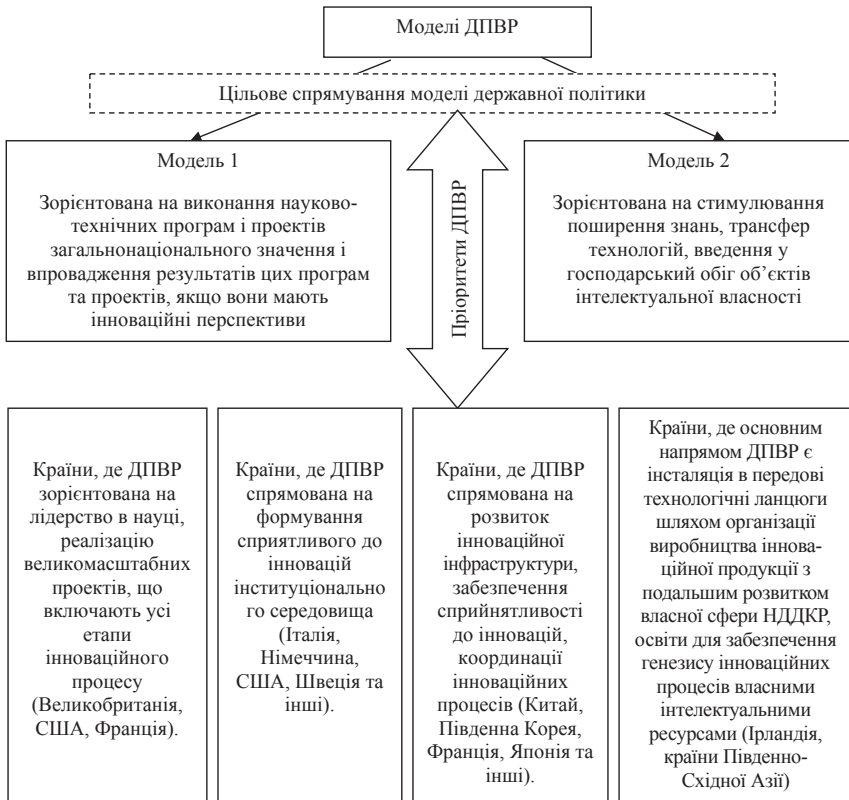 Моделі ДПВР
Цільове спрямування моделі державної політики
Модель 1
Зорієнтована на виконання науково-
технічних програм і проектів
загальнонаціонального значення і
впровадження результатів цих програм
та проектів, якщо вони мають
інноваційні перспективи
Пріоритети ДПВР
Модель 2
Зорієнтована на стимулювання
поширення знань, трансфер
технологій, введення у
господарський обіг об’єктів
інтелектуальної власності
Країни, де ДПВР
зорієнтована на
лідерство в науці,
реалізацію
великомасштабних
проектів, що
включають усі
етапи
інноваційного
процесу
(Великобританія,
США, Франція).
Країни, де ДПВР
спрямована на
формування
сприятливого до
інновацій
інституціонально
го середовища
(Італія,
Німеччина,
США, Швеція та
інші).
Країни, де ДПВР
спрямована на
розвиток
інноваційної
інфраструктури,
забезпечення
сприйнятливості
до інновацій,
координації
інноваційних
процесів (Китай,
Південна Корея,
Франція, Японія та
інші).
Країни, де основним
напрямом ДПВР є
інсталяція в передові
технологічні ланцюги
шляхом організації
виробництва іннова-
ційної продукції з
подальшим розвитком
власної сфери НДДКР,
освіти для забезпечення
генезису інноваційних
процесів власними
інтелектуальними
ресурсами (Ірландія,
країни Південно-
Східної Азії)